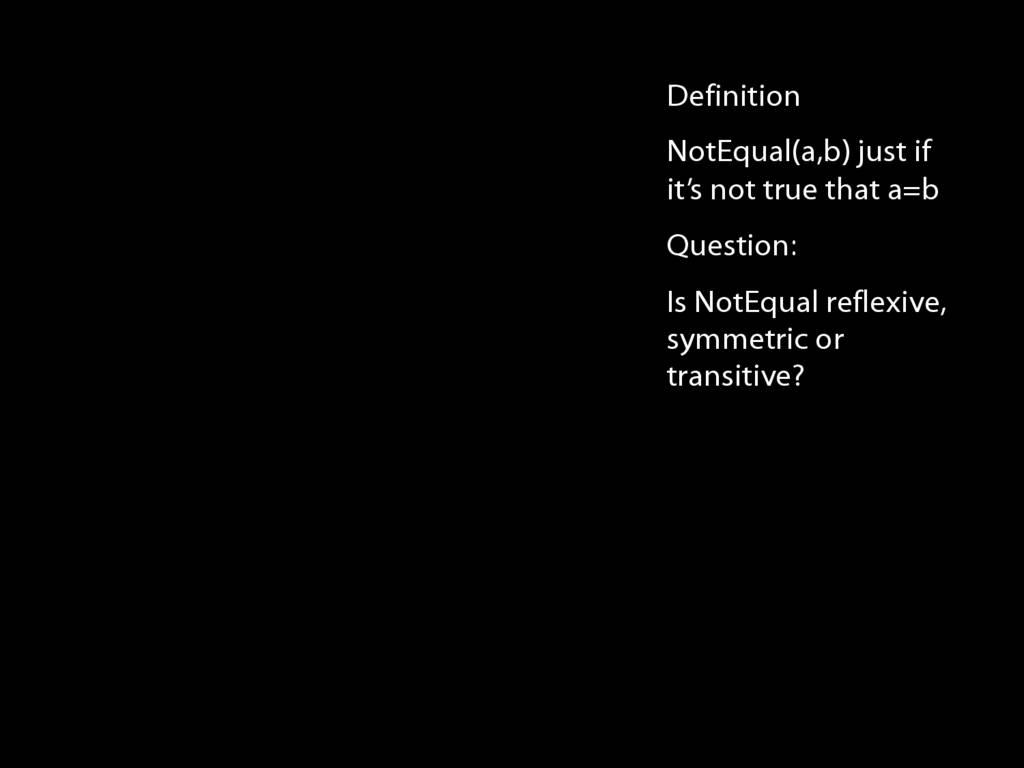 Definition
NotEqual(a,b) just if
it’s not true that a=b
Question:
Is NotEqual reflexive,
symmetric or
transitive?